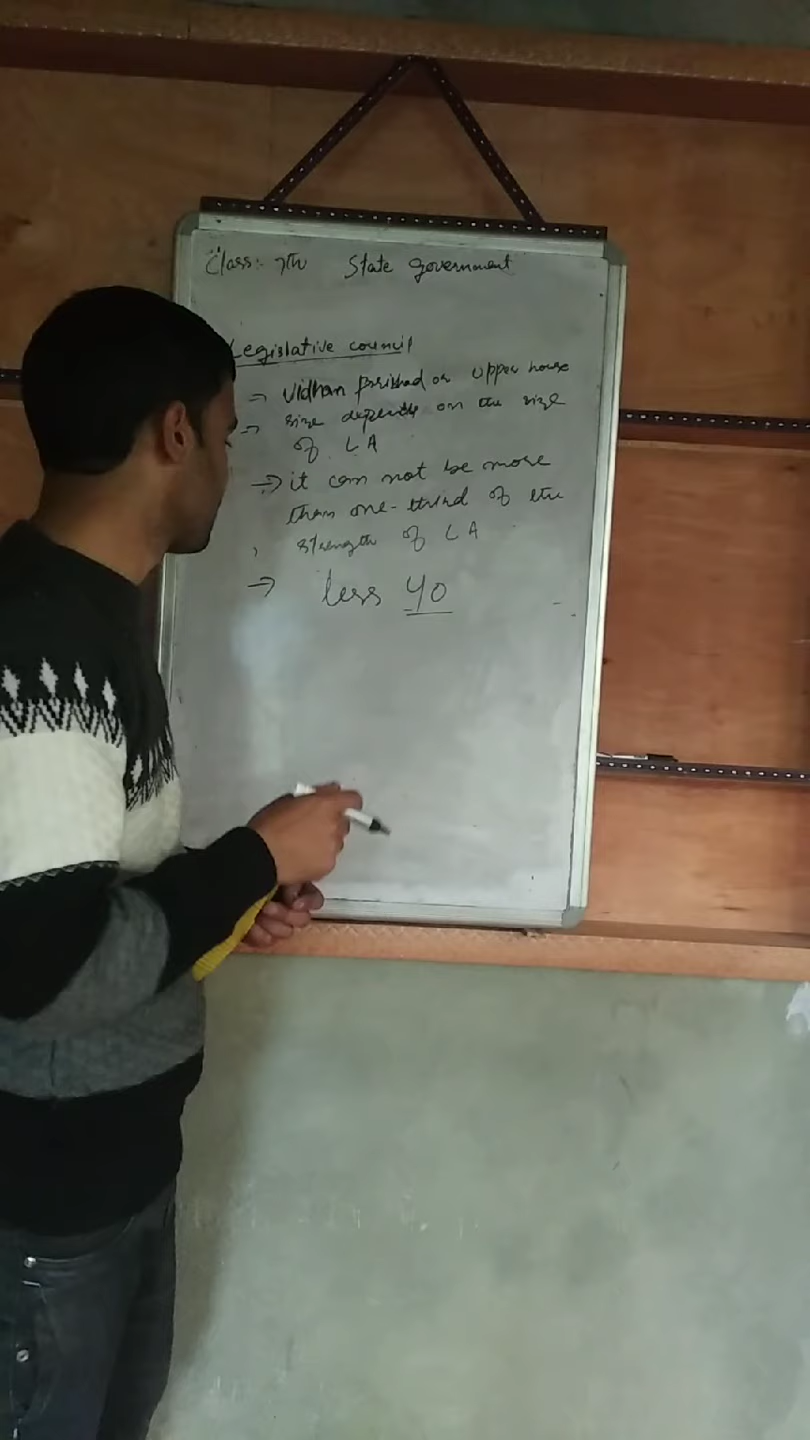 Class:- 7th State Government
Legislative council
⇒ Vidhan Parishad or Upper house
⇒ size depends on the size
of LA
⇒ it can not be more
than one-third of the
strength of LA
→ less 40